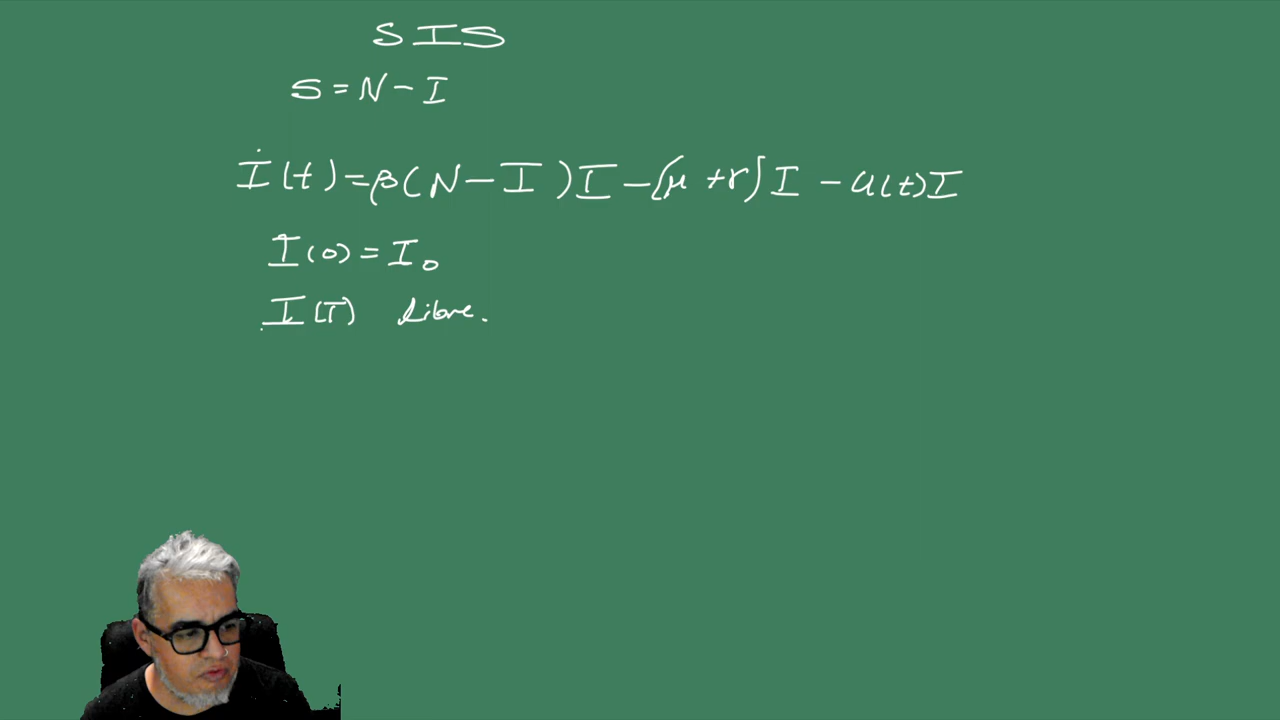 SIS
S = N - I
İ(t) = β(N - I)I - (μ + γ)I - u(t)I
I(0) = I₀
I(T) Libre.